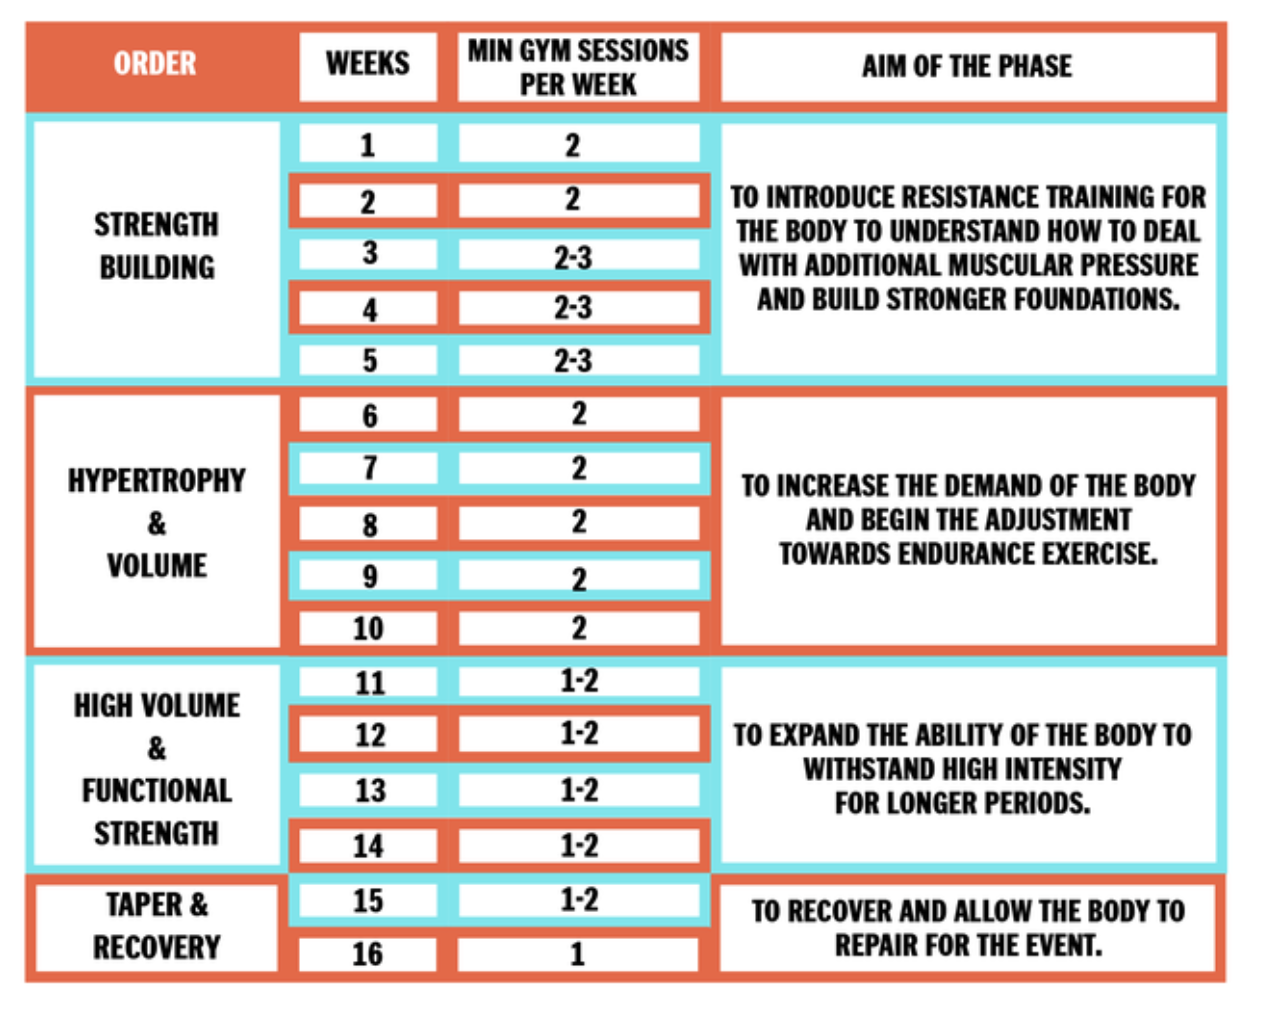 ORDER
WEEKS
MIN GYM SESSIONS
PER WEEK
AIM OF THE PHASE
STRENGTH
BUILDING
1
2
2
2
3
2-3
4
2-3
5
2-3
TO INTRODUCE RESISTANCE TRAINING FOR
THE BODY TO UNDERSTAND HOW TO DEAL
WITH ADDITIONAL MUSCULAR PRESSURE
AND BUILD STRONGER FOUNDATIONS.
HYPERTROPHY
&
VOLUME
6
2
7
2
8
2
9
2
10
2
TO INCREASE THE DEMAND OF THE BODY
AND BEGIN THE ADJUSTMENT
TOWARDS ENDURANCE EXERCISE.
HIGH VOLUME
&
FUNCTIONAL
STRENGTH
11
1-2
12
1-2
13
1-2
14
1-2
TO EXPAND THE ABILITY OF THE BODY TO
WITHSTAND HIGH INTENSITY
FOR LONGER PERIODS.
TAPER &
RECOVERY
15
1-2
16
1
TO RECOVER AND ALLOW THE BODY TO
REPAIR FOR THE EVENT.